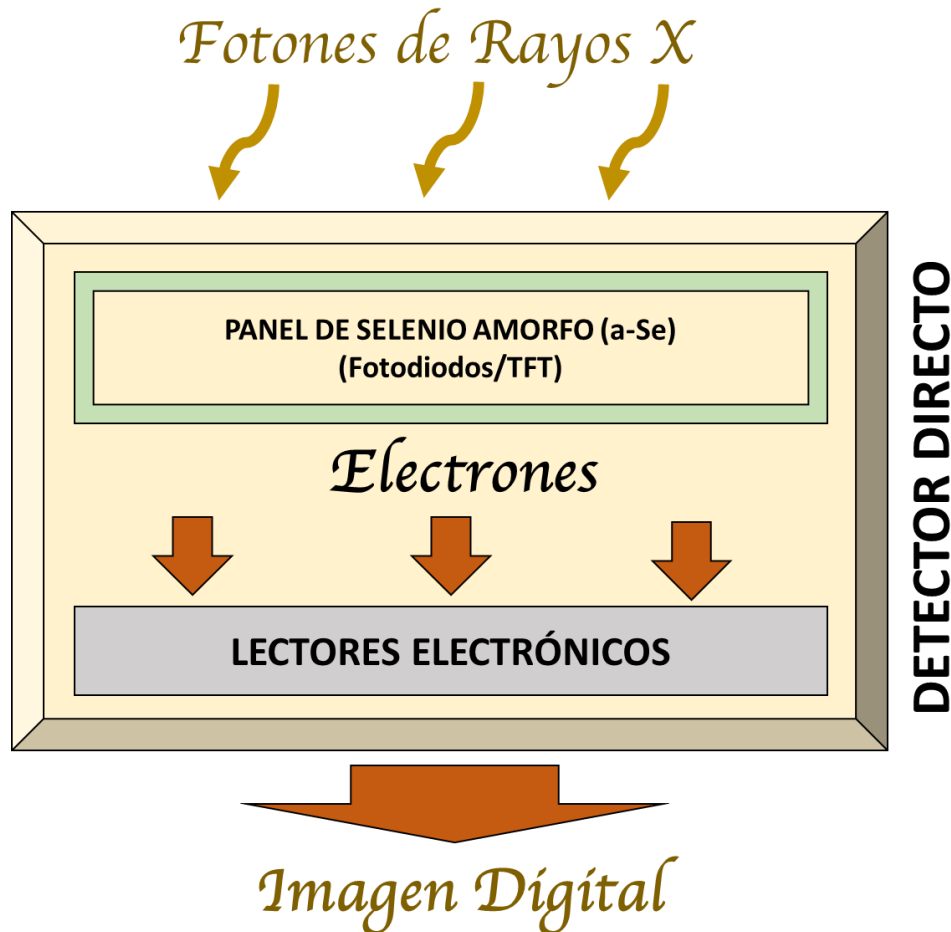 Fotones de Rayos X
PANEL DE SELENIO AMORFO (a-Se)
(Fotodiodos/TFT)
Electrones
LECTORES ELECTRÓNICOS
DETECTOR DIRECTO
Imagen Digital